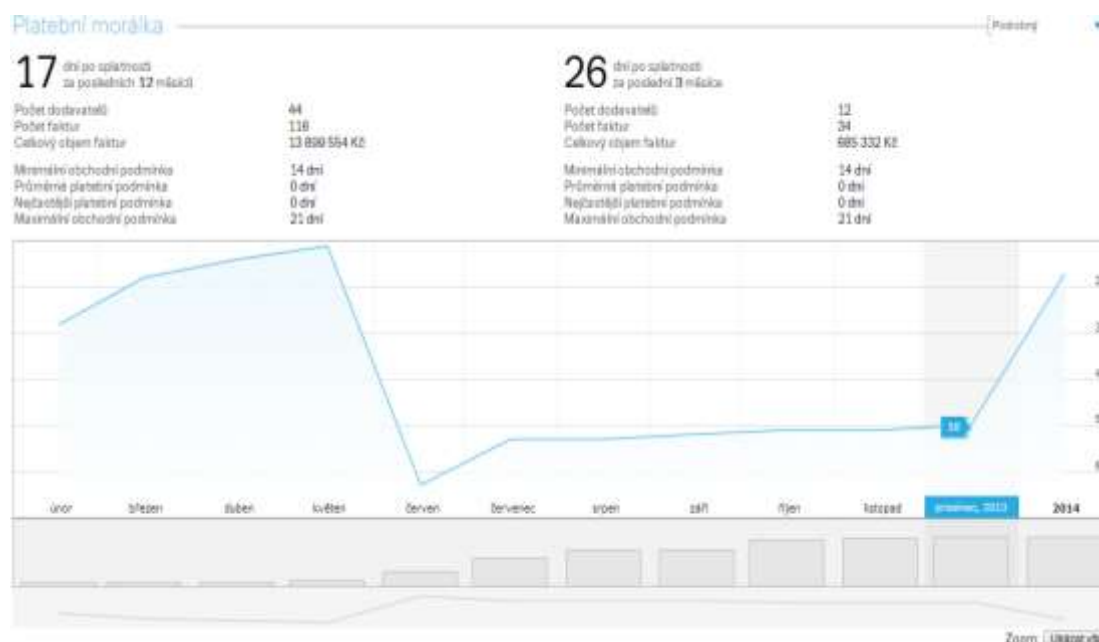 Platební morálka
Podrobný
17 dní po splatnosti
za posledních 12 měsíců
Počet dodavatelů 44
Počet faktur 116
Celkový objem faktur 13 899 554 Kč
Minimální obchodní podmínka 14 dní
Průměrné platební podmínka 0 dní
Nejčastější platební podmínka 0 dní
Maximální obchodní podmínka 21 dní
26 dní po splatnosti
za poslední 3 měsíce
Počet dodavatelů 12
Počet faktur 34
Celkový objem faktur 685 332 Kč
Minimální obchodní podmínka 14 dní
Průměrné platební podmínka 0 dní
Nejčastější platební podmínka 0 dní
Maximální obchodní podmínka 21 dní
únor březen duben květen červen červenec srpen září říjen listopad prosinec, 2013 2014
Zoom: